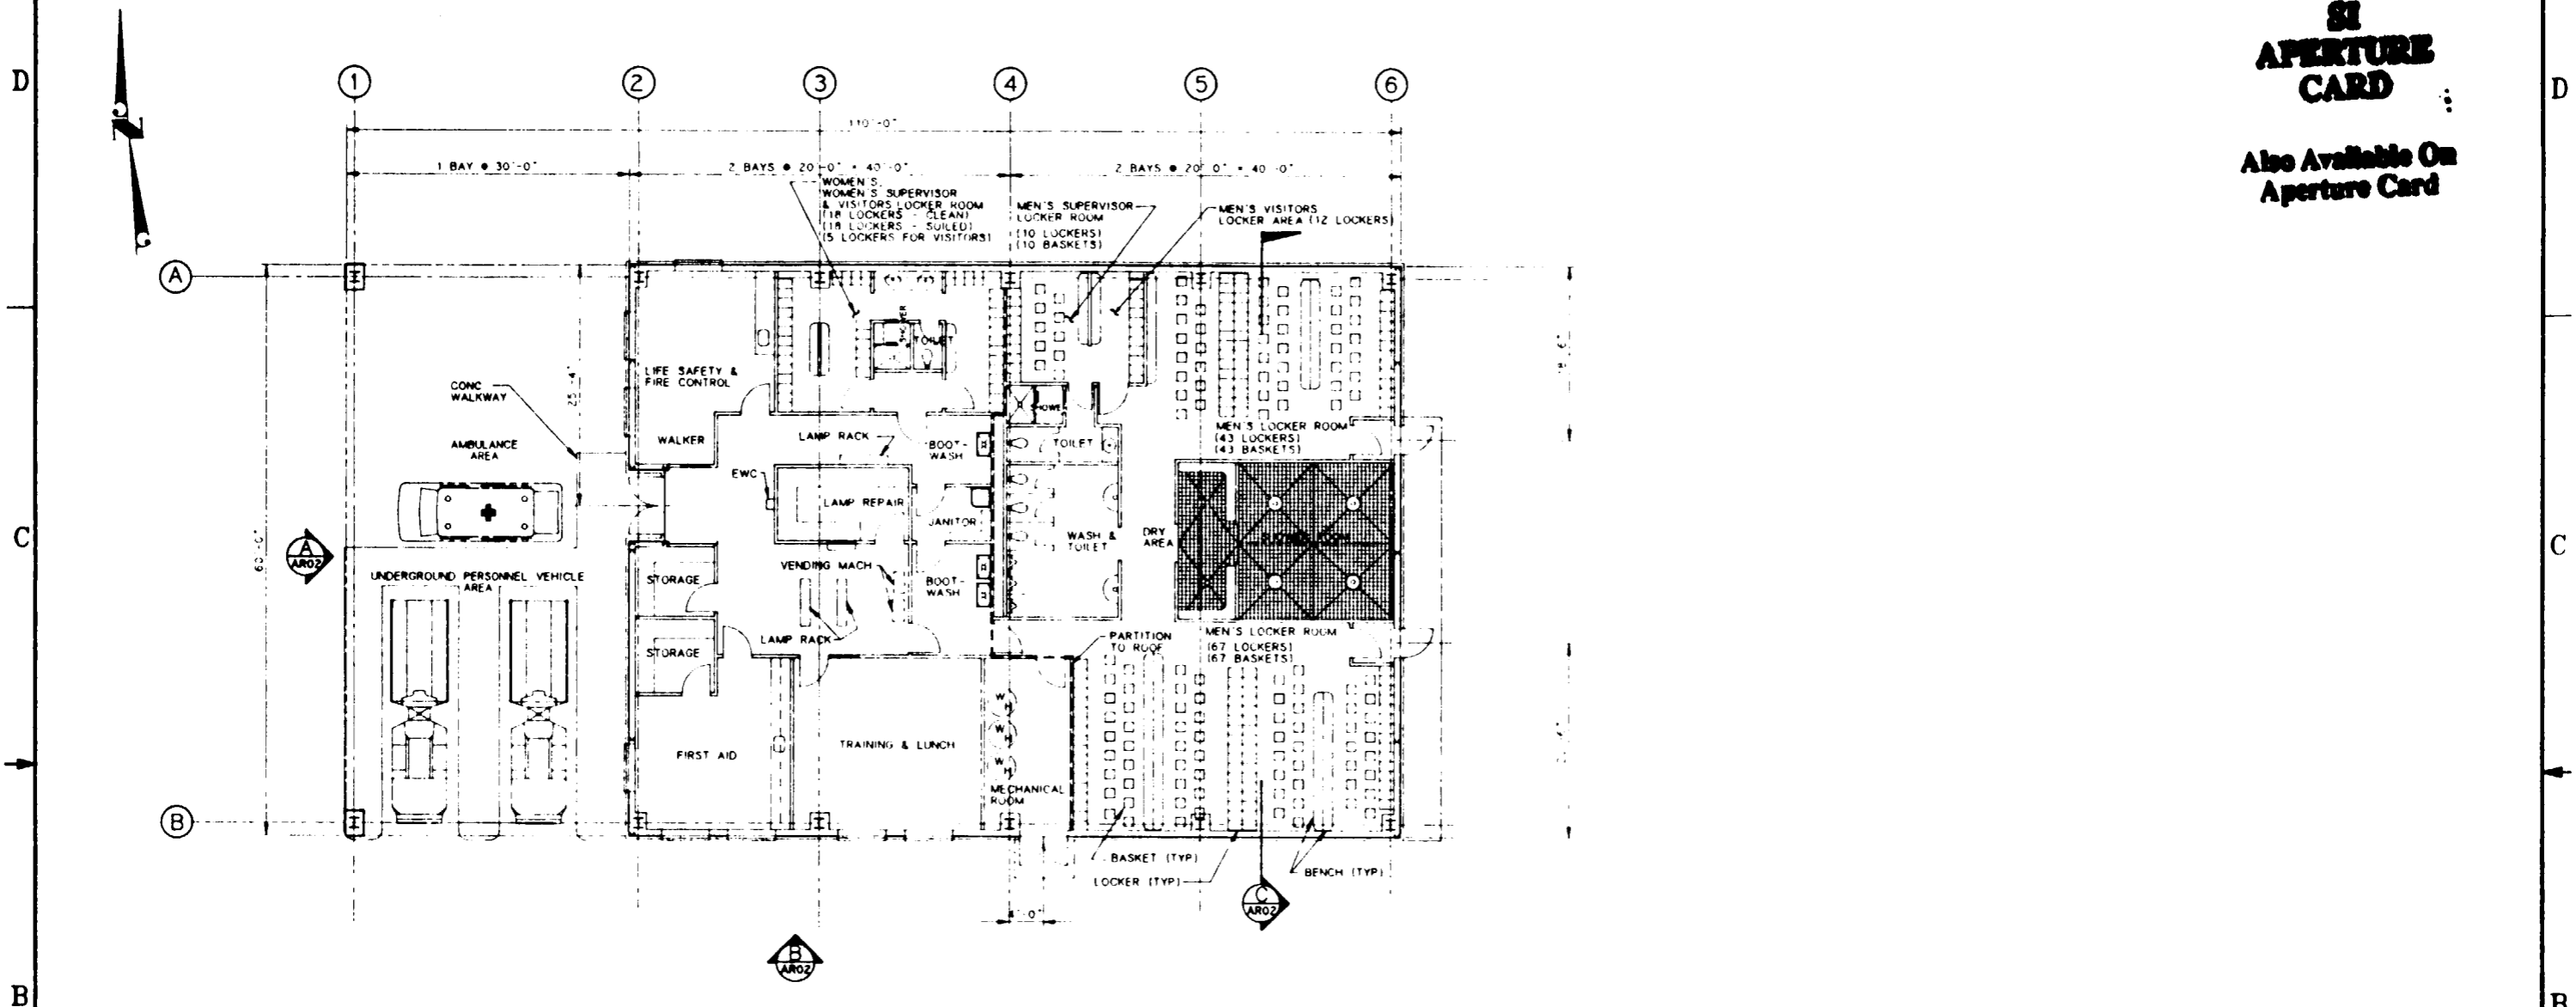 SI
APERTURE
CARD
Also Available On
Aperture Card
D
D
1
2
3
4
5
6
N
110'-0"
1 BAY @ 30'-0"
2 BAYS @ 20'-0" = 40'-0"
2 BAYS @ 20'-0" = 40'-0"
WOMEN'S,
WOMEN'S SUPERVISOR
& VISITORS LOCKER ROOM
(18 LOCKERS - CLEAN)
(18 LOCKERS - SOILED)
(5 LOCKERS FOR VISITORS)
MEN'S SUPERVISOR
LOCKER ROOM
(10 LOCKERS)
(10 BASKETS)
MEN'S VISITORS
LOCKER AREA (12 LOCKERS)
A
SHOWER
TOILET
LIFE SAFETY &
FIRE CONTROL
CONC
WALKWAY
25'-4"
WALKER
LAMP RACK
BOOT-
WASH
TOILET
MEN'S LOCKER ROOM
(43 LOCKERS)
(43 BASKETS)
AMBULANCE
AREA
EWC
LAMP REPAIR
JANITOR
WASH &
TOILET
DRY
AREA
C
C
60'-0"
A
AR02
UNDERGROUND PERSONNEL VEHICLE
AREA
STORAGE
VENDING MACH
BOOT-
WASH
STORAGE
LAMP RACK
PARTITION
TO ROOF
MEN'S LOCKER ROOM
(67 LOCKERS)
(67 BASKETS)
FIRST AID
TRAINING & LUNCH
W
H
W
H
W
H
MECHANICAL
ROOM
B
BASKET (TYP)
LOCKER (TYP)
BENCH (TYP)
C
AR02
B
AR02
B
B